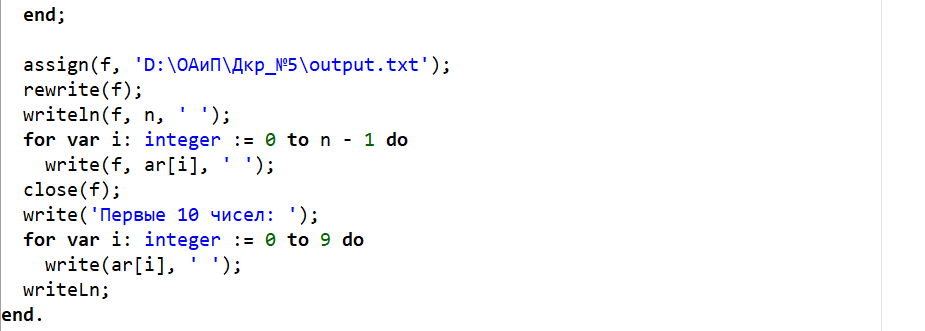 end;
assign(f, 'D:\ОАиП\Дкр_№5\output.txt');
rewrite(f);
writeln(f, n, ' ');
for var i: integer := 0 to n - 1 do
write(f, ar[i], ' ');
close(f);
write('Первые 10 чисел: ');
for var i: integer := 0 to 9 do
write(ar[i], ' ');
writeLn;
end.